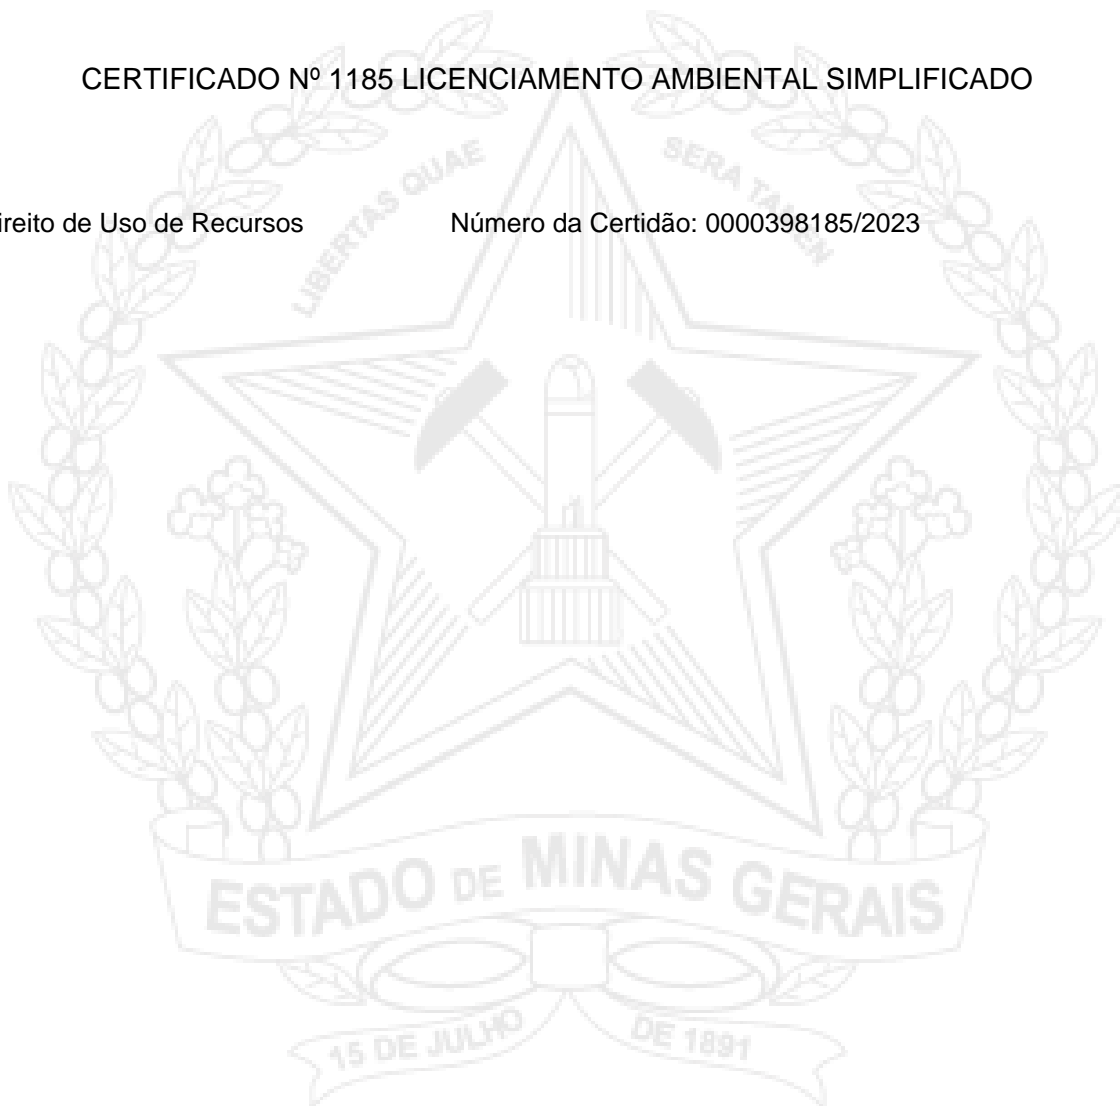 CERTIFICADO Nº 1185 LICENCIAMENTO AMBIENTAL SIMPLIFICADO
LIBERTAS QUAE SERA TAMEN
ireito de Uso de Recursos Número da Certidão: 0000398185/2023
ESTADO DE MINAS GERAIS
15 DE JULHO DE 1891